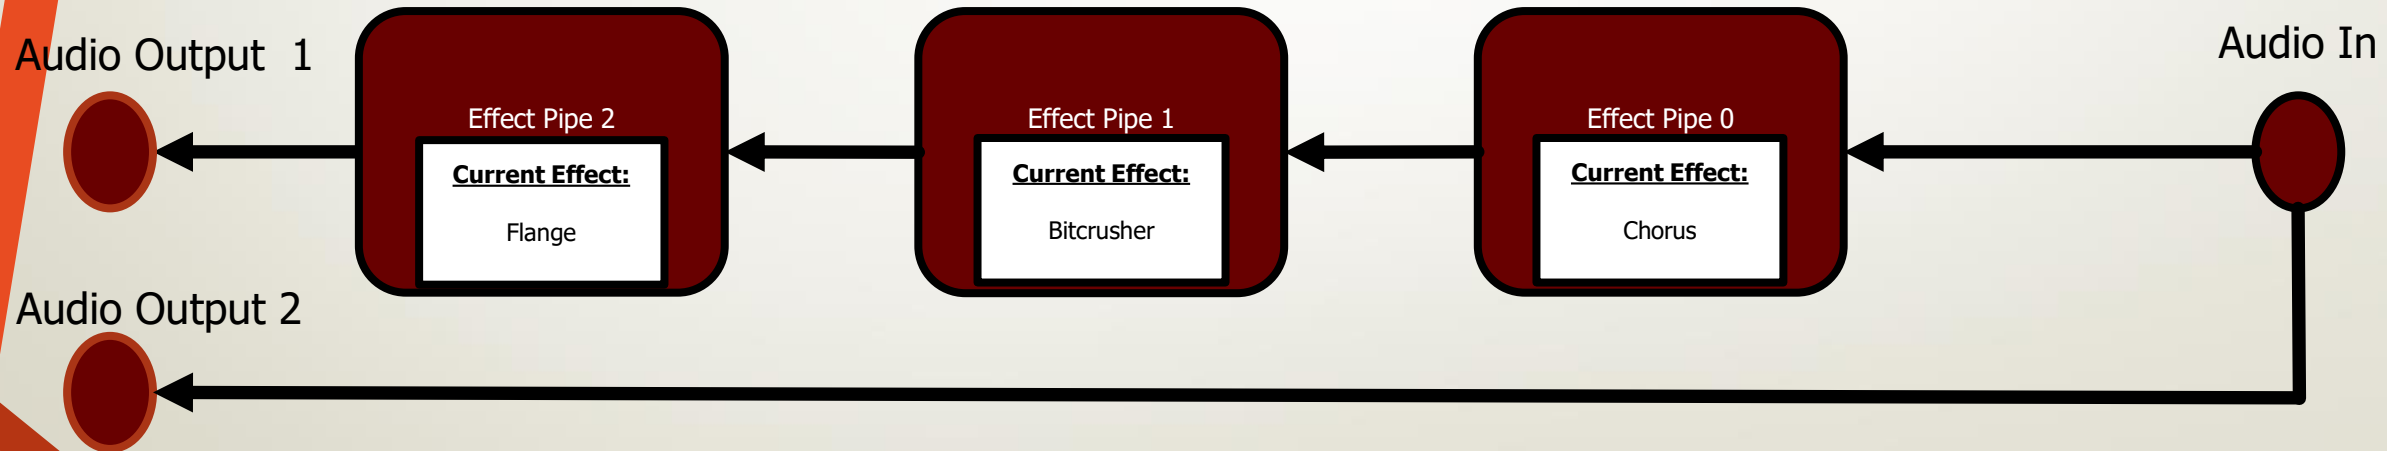 Audio Output 1
Effect Pipe 2
Current Effect:
Flange
Effect Pipe 1
Current Effect:
Bitcrusher
Effect Pipe 0
Current Effect:
Chorus
Audio In
Audio Output 2